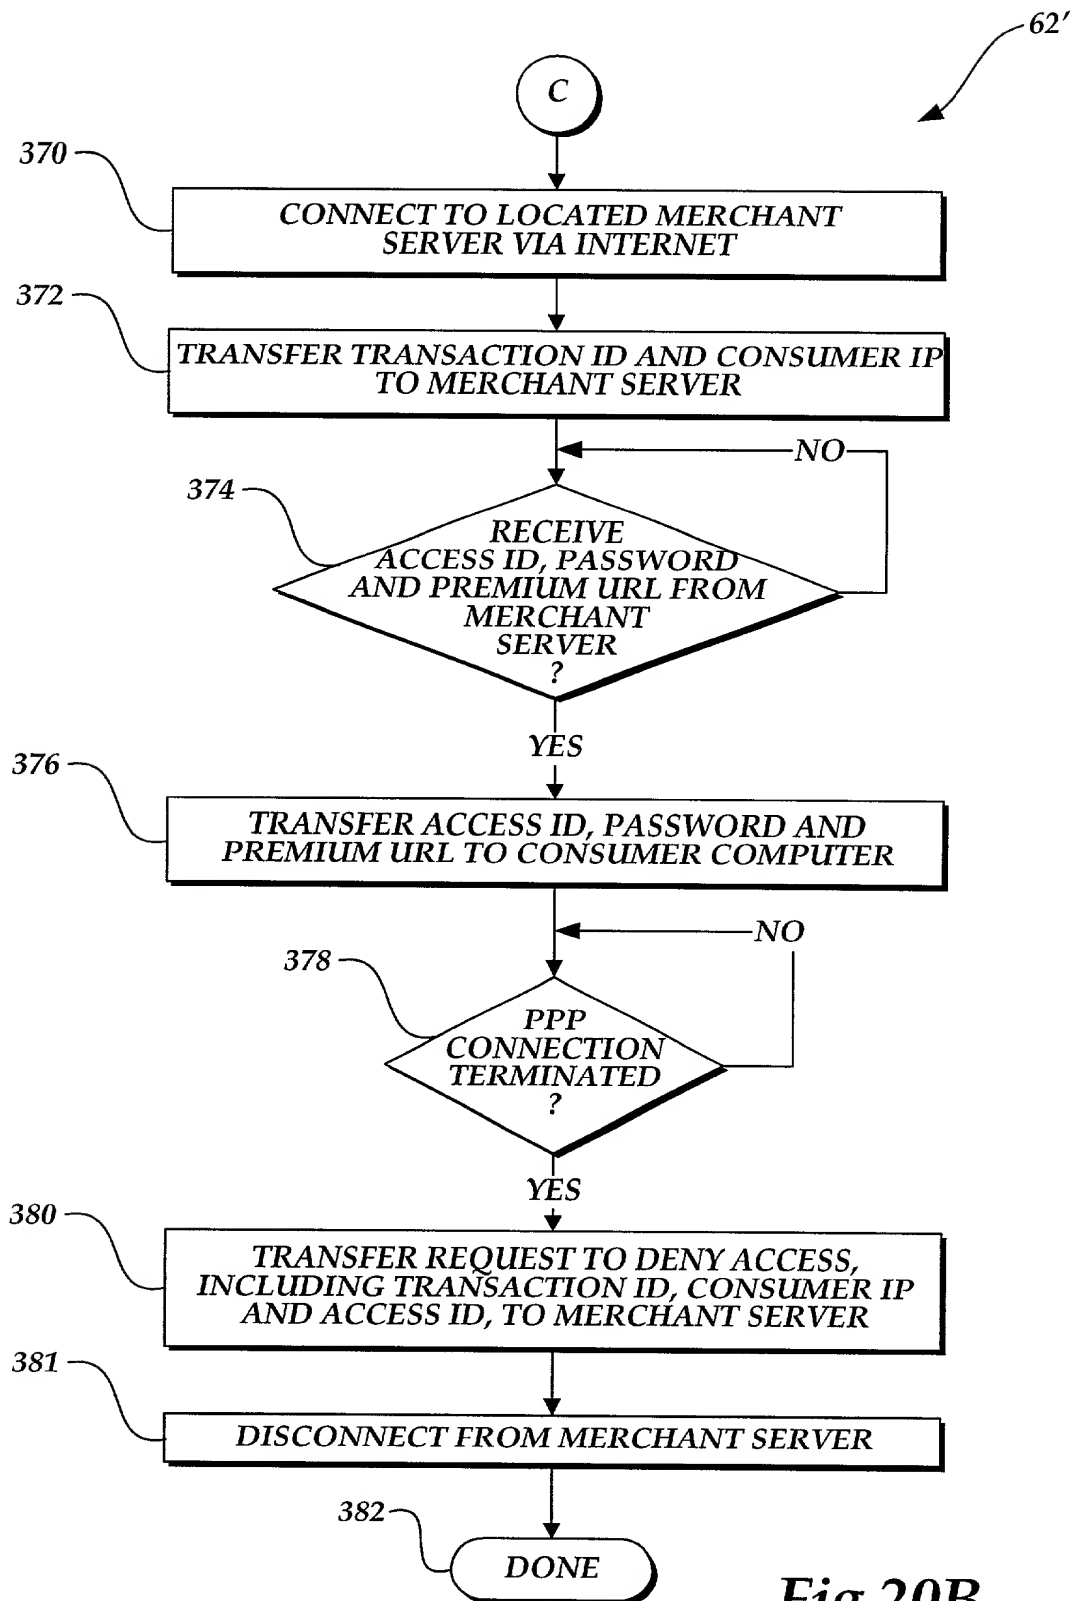 62'
C
370
CONNECT TO LOCATED MERCHANT
SERVER VIA INTERNET
372
TRANSFER TRANSACTION ID AND CONSUMER IP
TO MERCHANT SERVER
NO
374
RECEIVE
ACCESS ID, PASSWORD
AND PREMIUM URL FROM
MERCHANT
SERVER
?
YES
376
TRANSFER ACCESS ID, PASSWORD AND
PREMIUM URL TO CONSUMER COMPUTER
NO
378
PPP
CONNECTION
TERMINATED
?
YES
380
TRANSFER REQUEST TO DENY ACCESS,
INCLUDING TRANSACTION ID, CONSUMER IP
AND ACCESS ID, TO MERCHANT SERVER
381
DISCONNECT FROM MERCHANT SERVER
382
DONE
Fig.20B